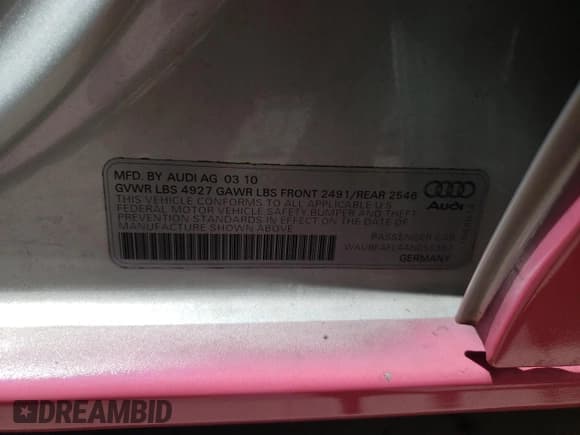 MFD. BY AUDI AG 03 10
GVWR LBS 4927 GAWR LBS FRONT 2491/REAR 2546
THIS VEHICLE CONFORMS TO ALL APPLICABLE U.S.
FEDERAL MOTOR VEHICLE SAFETY BUMPER AND THEFT
PREVENTION STANDARDS IN EFFECT ON THE DATE OF
MANUFACTURE SHOWN ABOVE
Audi
PASSENGER CAR
GERMANY
DREAMBID